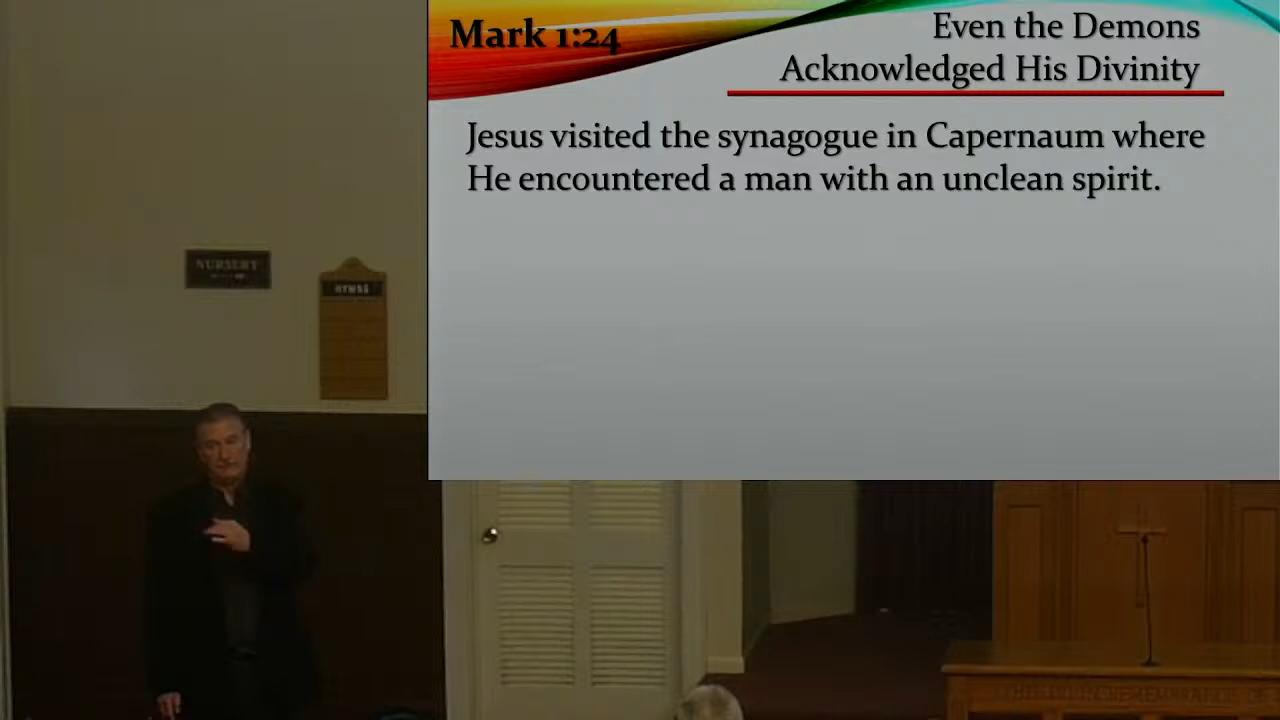 Mark 1:24
Even the Demons
Acknowledged His Divinity
Jesus visited the synagogue in Capernaum where
He encountered a man with an unclean spirit.
NURSERY
HYMNS